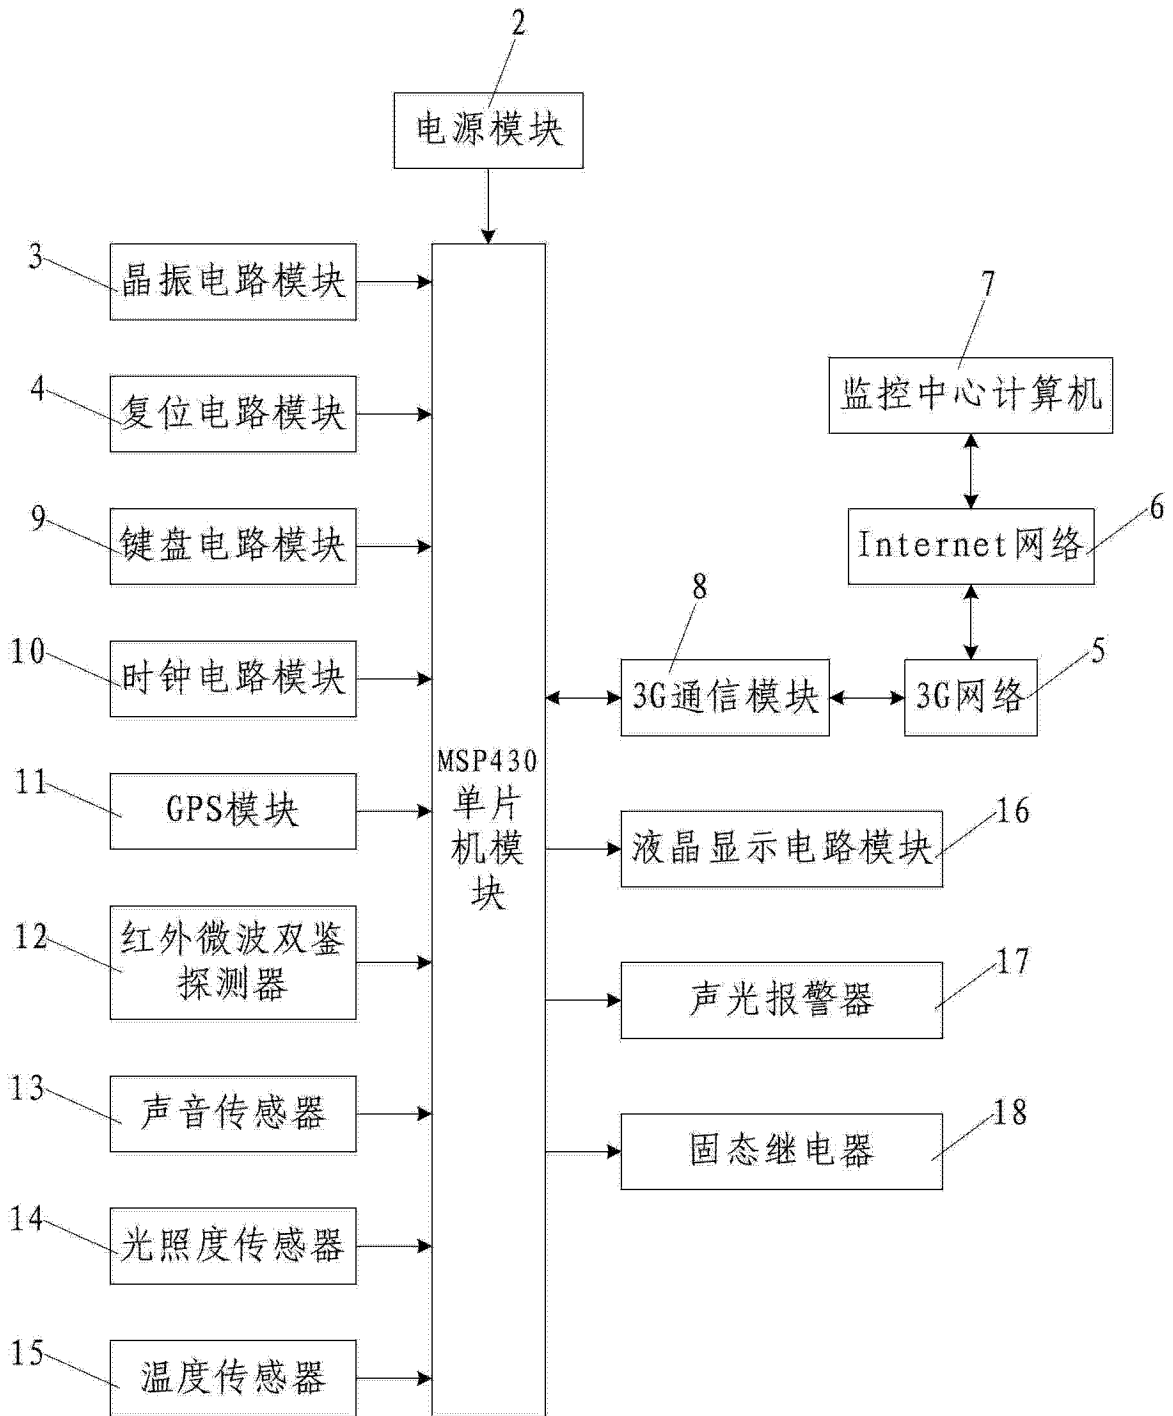 2
电源模块
3
晶振电路模块
7
4
复位电路模块
监控中心计算机
9
键盘电路模块
6
Internet网络
8
10
时钟电路模块
5
3G通信模块
3G网络
MSP430
单片
机模
块
11
GPS模块
16
液晶显示电路模块
12
红外微波双鉴
探测器
17
声光报警器
13
声音传感器
18
固态继电器
14
光照度传感器
15
温度传感器